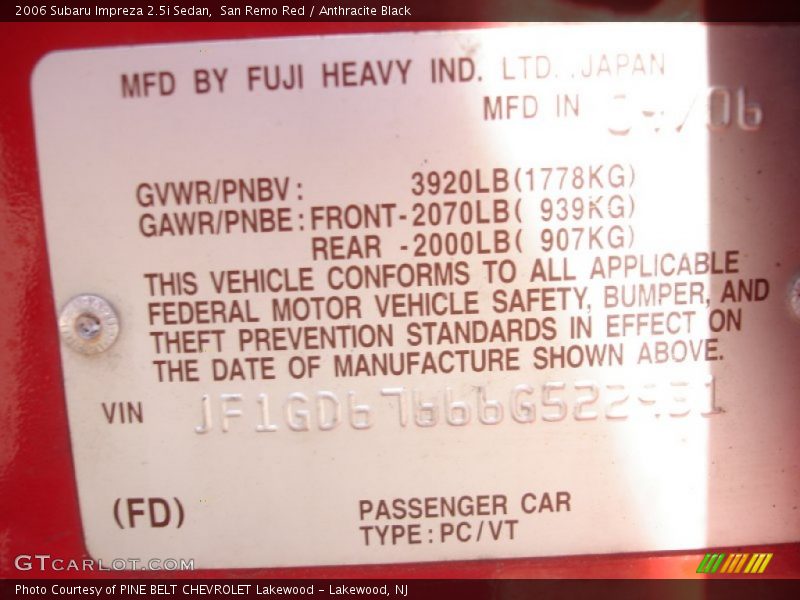 2006 Subaru Impreza 2.5i Sedan,  San Remo Red / Anthracite Black
MFD BY FUJI HEAVY IND. LTD. JAPAN
MFD IN 04/06
GVWR/PNBV: 3920LB(1778KG)
GAWR/PNBE:FRONT-2070LB( 939KG)
REAR -2000LB( 907KG)
THIS VEHICLE CONFORMS TO ALL APPLICABLE
FEDERAL MOTOR VEHICLE SAFETY, BUMPER, AND
THEFT PREVENTION STANDARDS IN EFFECT ON
THE DATE OF MANUFACTURE SHOWN ABOVE.
VIN
(FD)
PASSENGER CAR
TYPE:PC/VT
GTCARLOT.COM
Photo Courtesy of PINE BELT CHEVROLET Lakewood - Lakewood, NJ